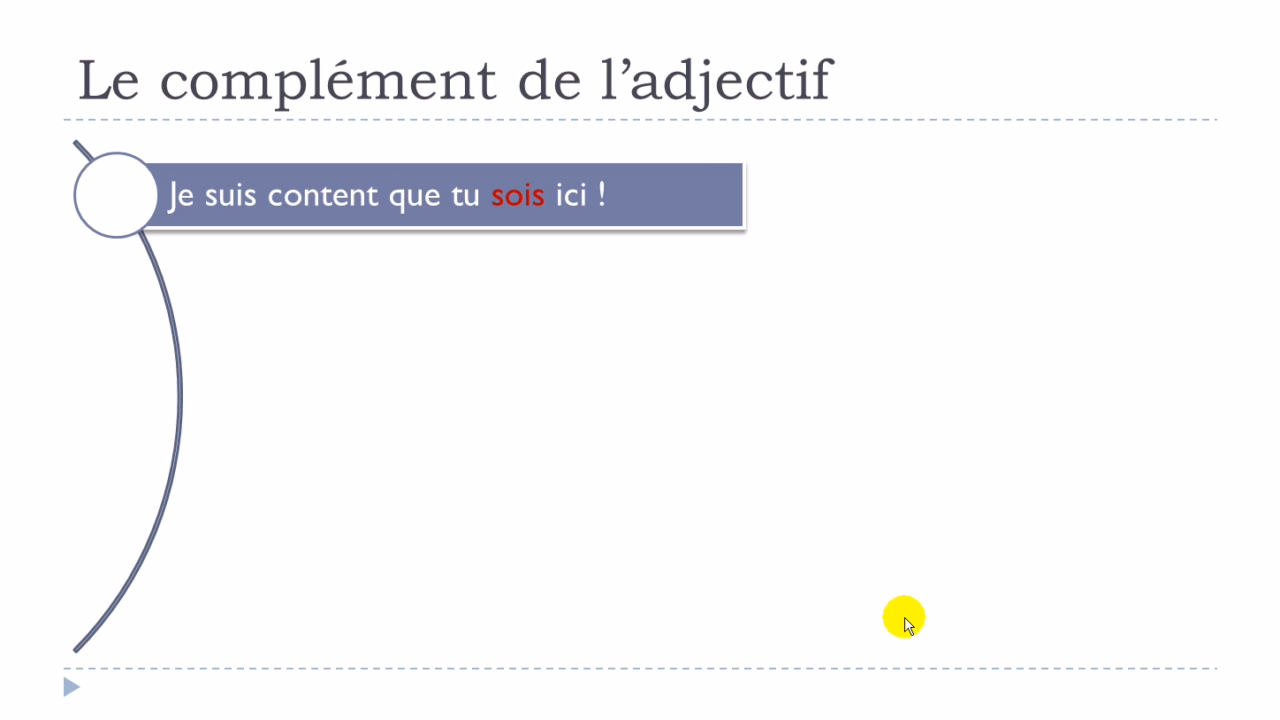 Le complément de l’adjectif
Je suis content que tu sois ici !